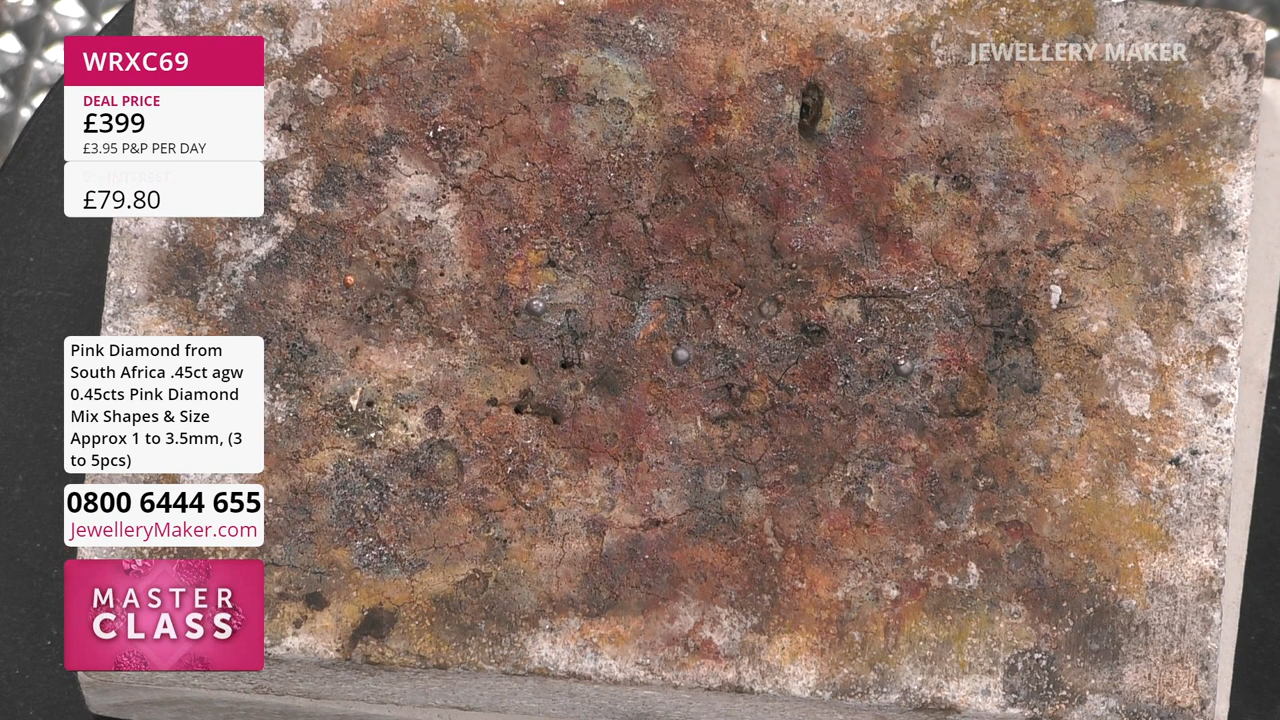 WRXC69
DEAL PRICE
£399
£3.95 P&P PER DAY
£79.80
Pink Diamond from
South Africa .45ct agw
0.45cts Pink Diamond
Mix Shapes & Size
Approx 1 to 3.5mm, (3
to 5pcs)
0800 6444 655
JewelleryMaker.com
MASTER
CLASS
JEWELLERY MAKER